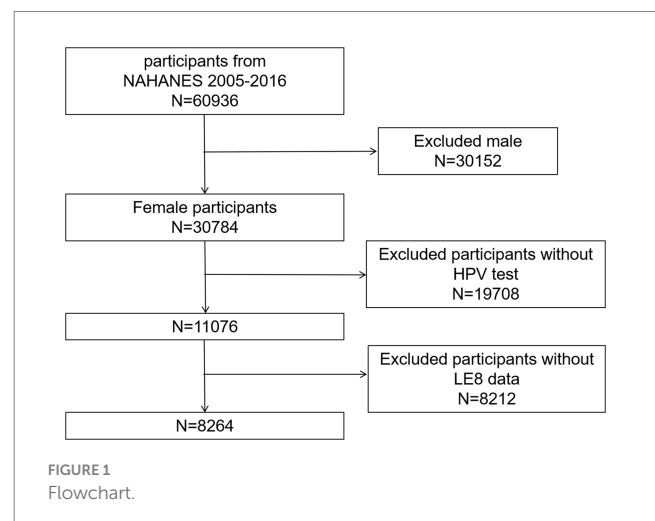 participants from
NAHANES 2005-2016
N=60936
Excluded male
N=30152
Female participants
N=30784
Excluded participants without
HPV test
N=19708
N=11076
Excluded participants without
LE8 data
N=8212
N=8264
FIGURE 1
Flowchart.